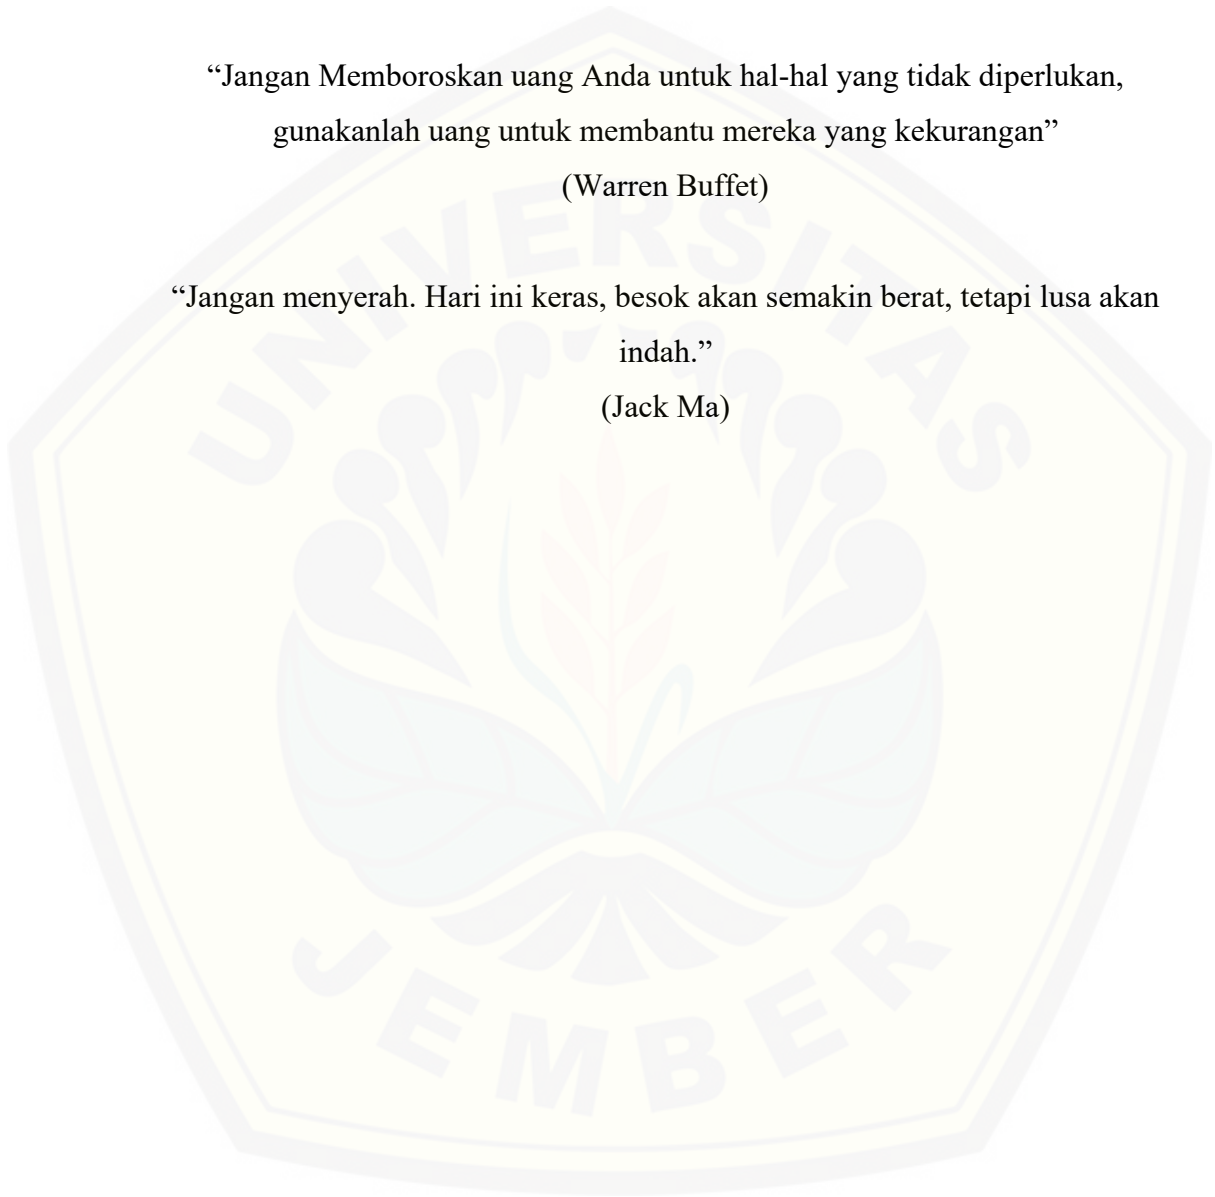 “Jangan Memboroskan uang Anda untuk hal-hal yang tidak diperlukan,
gunakanlah uang untuk membantu mereka yang kekurangan”
(Warren Buffet)
“Jangan menyerah. Hari ini keras, besok akan semakin berat, tetapi lusa akan
indah.”
(Jack Ma)
UNIVERSITAS
JEMBER